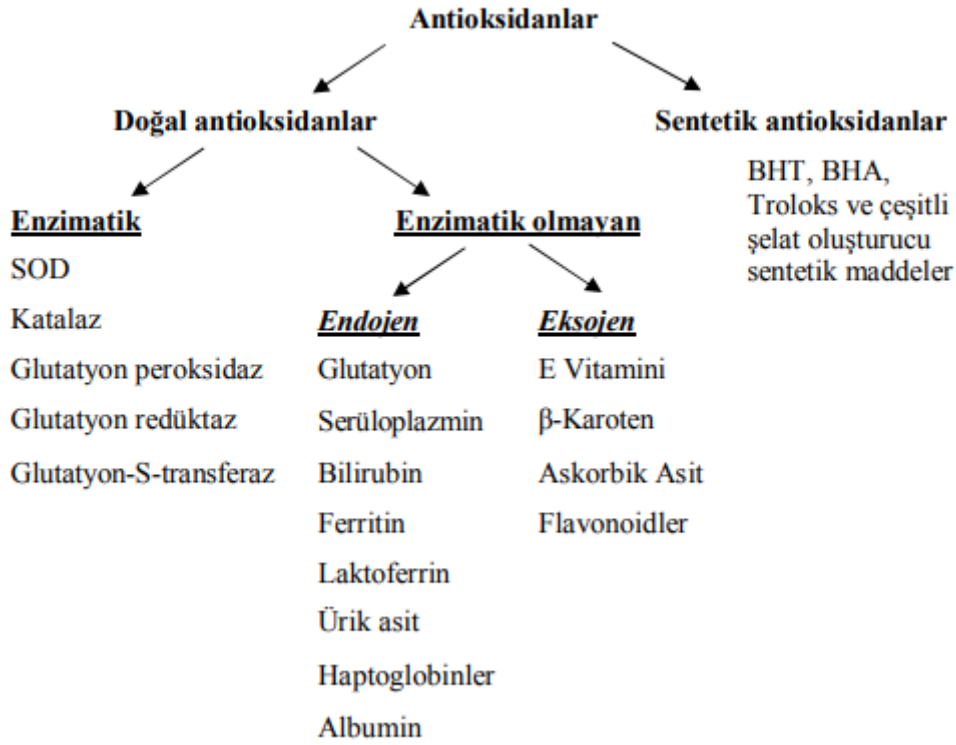 Antioksidanlar
Doğal antioksidanlar
Sentetik antioksidanlar
BHT, BHA,
Troloks ve çeşitli
şelat oluşturucu
sentetik maddeler
Enzimatik
SOD
Katalaz
Glutatyon peroksidaz
Glutatyon redüktaz
Glutatyon-S-transferaz
Enzimatik olmayan
Endojen
Glutatyon
Serüloplazmin
Bilirubin
Ferritin
Laktoferrin
Ürik asit
Haptoglobinler
Albumin
Eksojen
E Vitamini
β-Karoten
Askorbik Asit
Flavonoidler